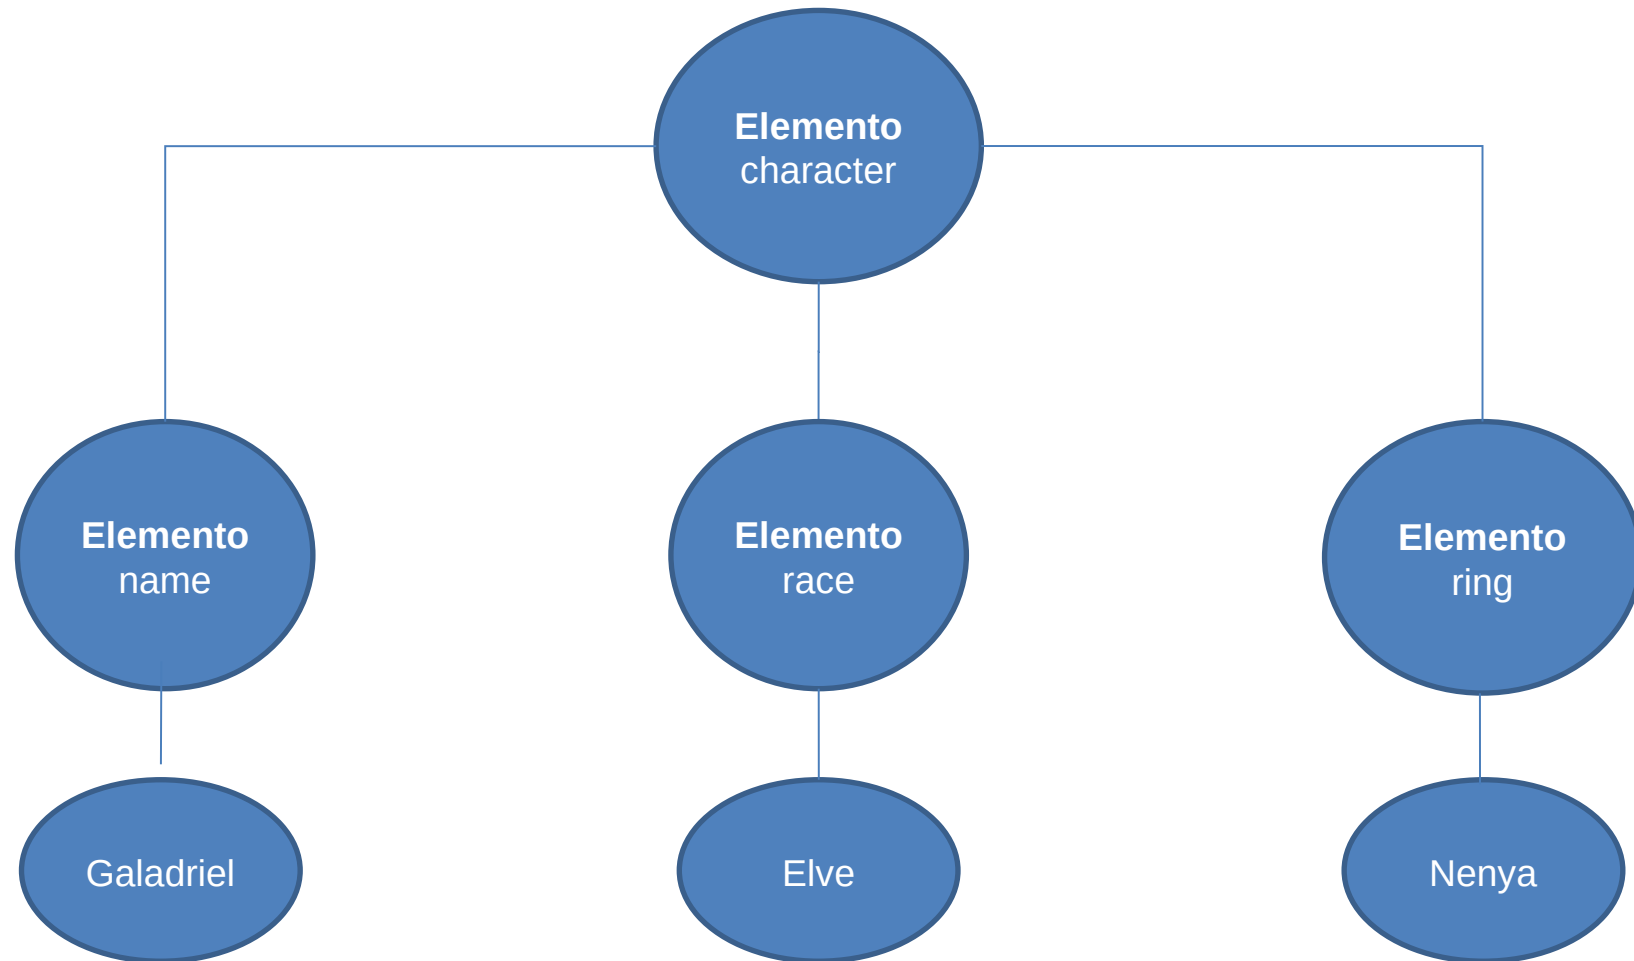 Elemento
character
Elemento
name
Elemento
race
Elemento
ring
Galadriel
Elve
Nenya